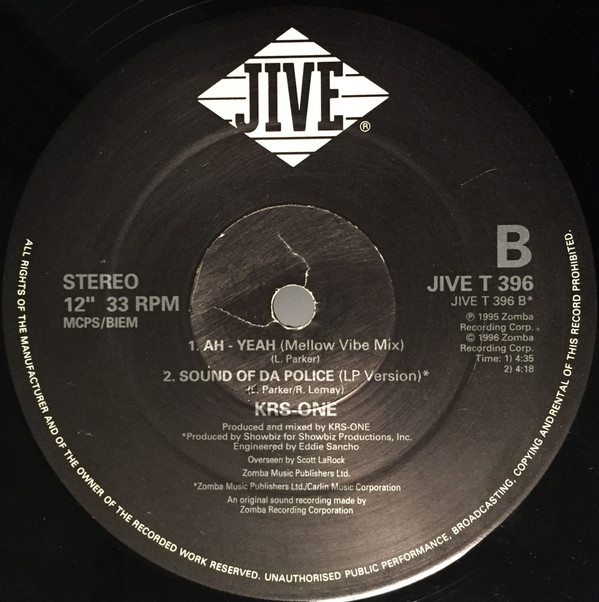 JIVE
®
B
STEREO
12" 33 RPM
MCPS/BIEM
JIVE T 396
JIVE T 396 B*
℗ 1995 Zomba
Recording Corp.
© 1996 Zomba
Recording Corp.
Time: 1) 4:35
2) 4:18
1. AH - YEAH (Mellow Vibe Mix)
(L. Parker)
2. SOUND OF DA POLICE (LP Version)*
(L. Parker/R. Lemay)
KRS-ONE
Produced and mixed by KRS-ONE
*Produced by Showbiz for Showbiz Productions, Inc.
Engineered by Eddie Sancho
Overseen by Scott LaRock
Zomba Music Publishers Ltd.
*Zomba Music Publishers Ltd./Carlin Music Corporation
An original sound recording made by
Zomba Recording Corporation
ALL RIGHTS OF THE MANUFACTURER AND OF THE OWNER OF THE RECORDED WORK RESERVED. UNAUTHORISED PUBLIC PERFORMANCE, BROADCASTING, COPYING AND RENTAL OF THIS RECORD PROHIBITED.